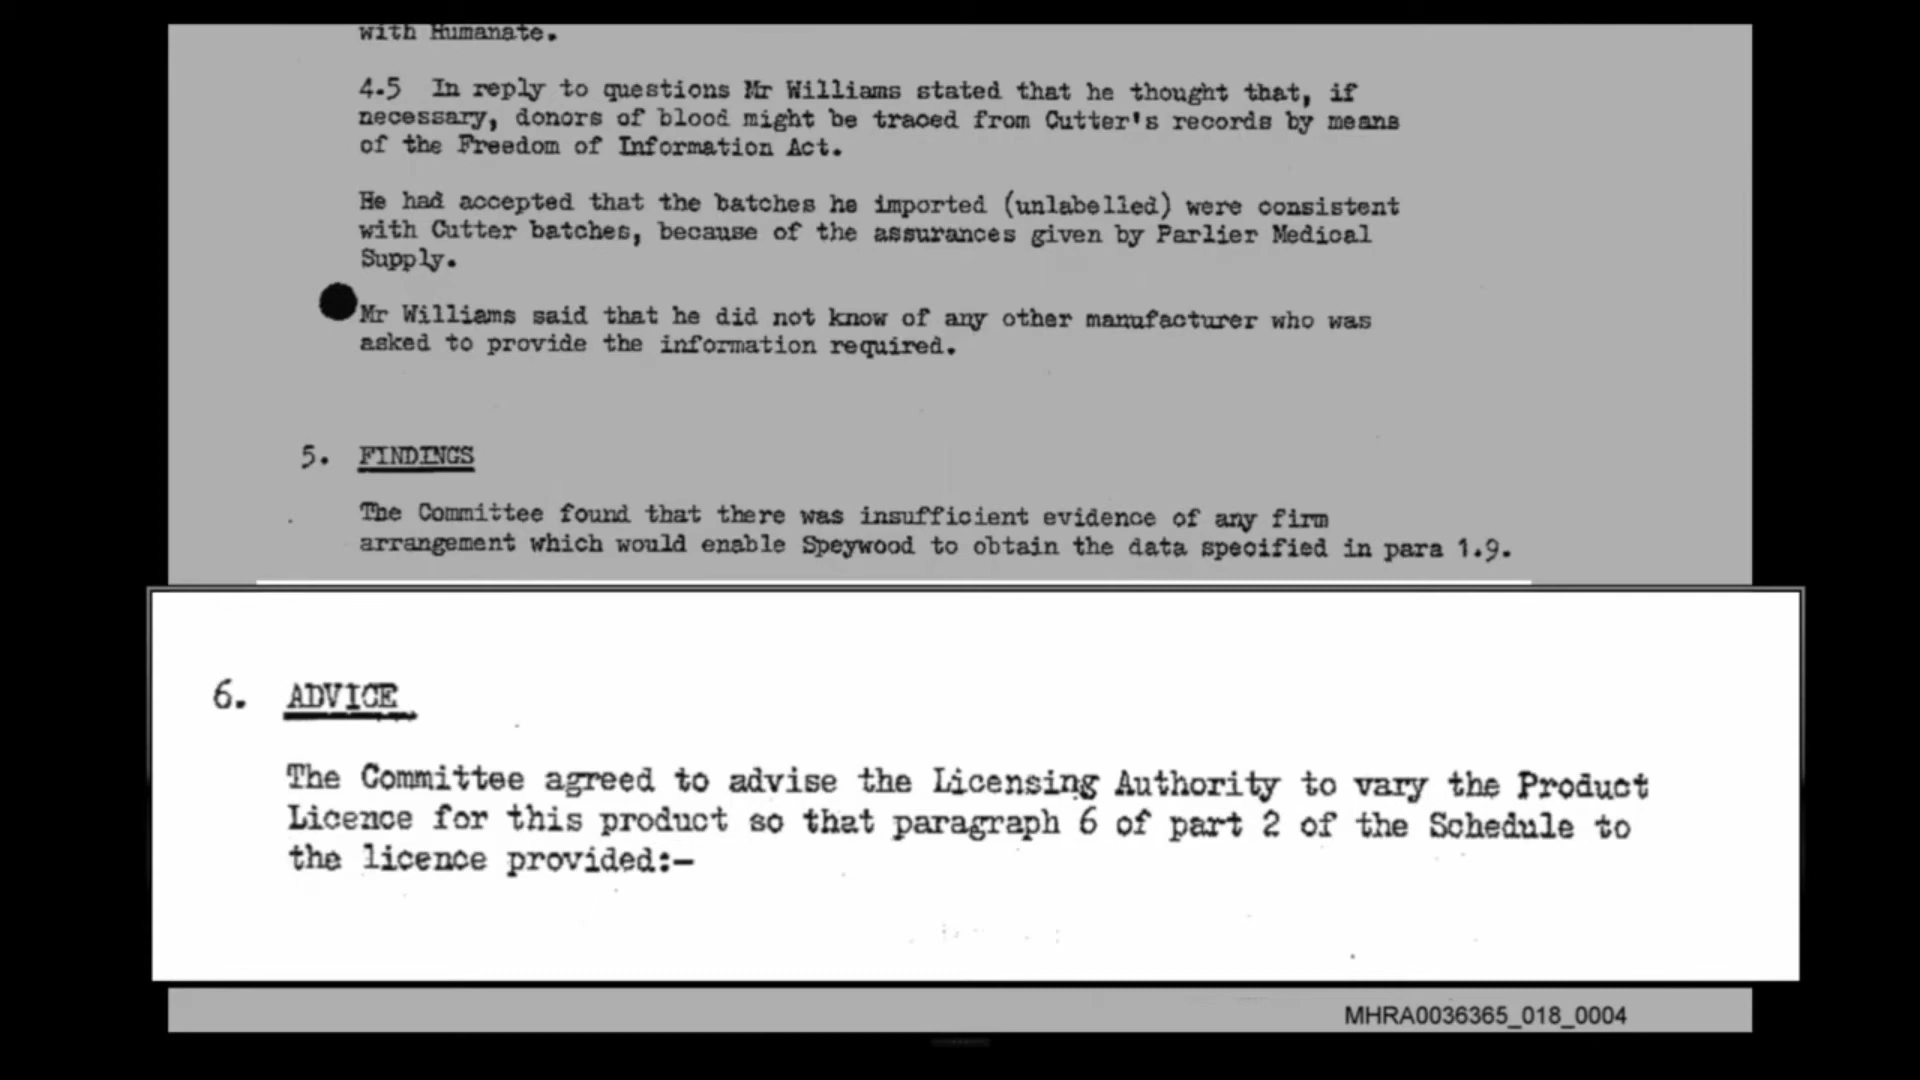 with Humanate.
4.5 In reply to questions Mr Williams stated that he thought that, if
necessary, donors of blood might be traced from Cutter's records by means
of the Freedom of Information Act.
He had accepted that the batches he imported (unlabelled) were consistent
with Cutter batches, because of the assurances given by Parlier Medical
Supply.
Mr Williams said that he did not know of any other manufacturer who was
asked to provide the information required.
5. FINDINGS
The Committee found that there was insufficient evidence of any firm
arrangement which would enable Speywood to obtain the data specified in para 1.9.
6. ADVICE
The Committee agreed to advise the Licensing Authority to vary the Product
Licence for this product so that paragraph 6 of part 2 of the Schedule to
the licence provided:-
MHRA0036365_018_0004